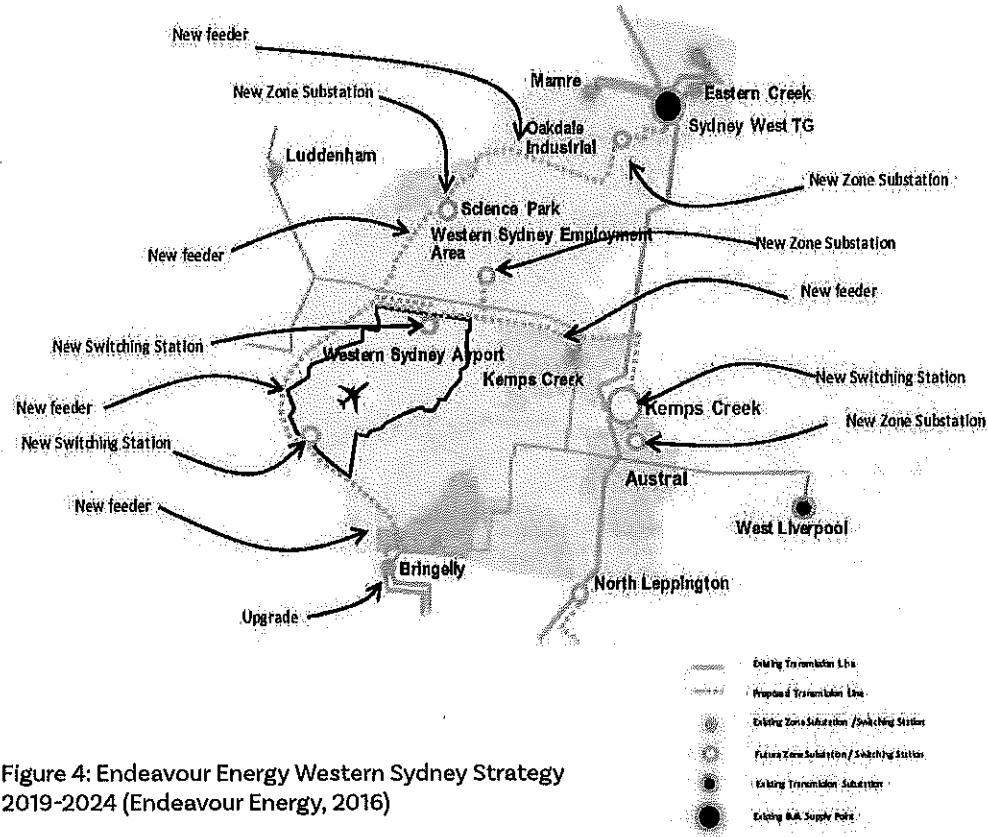 New feeder
Mamre
Eastern Creek
New Zone Substation
Sydney West TG
Oakdale
Industrial
Luddenham
New Zone Substation
Science Park
Western Sydney Employment
Area
New Zone Substation
New feeder
New feeder
New Switching Station
Western Sydney Airport
Kemps Creek
New Switching Station
New feeder
Kemps Creek
New Zone Substation
New Switching Station
Austral
New feeder
West Liverpool
Bringelly
North Leppington
Upgrade
Existing Transmission Line
Proposed Transmission Line
Existing Zone Substation / Switching Station
Future Zone Substation / Switching Station
Existing Transmission Substation
Existing Bulk Supply Point
Figure 4: Endeavour Energy Western Sydney Strategy
2019-2024 (Endeavour Energy, 2016)